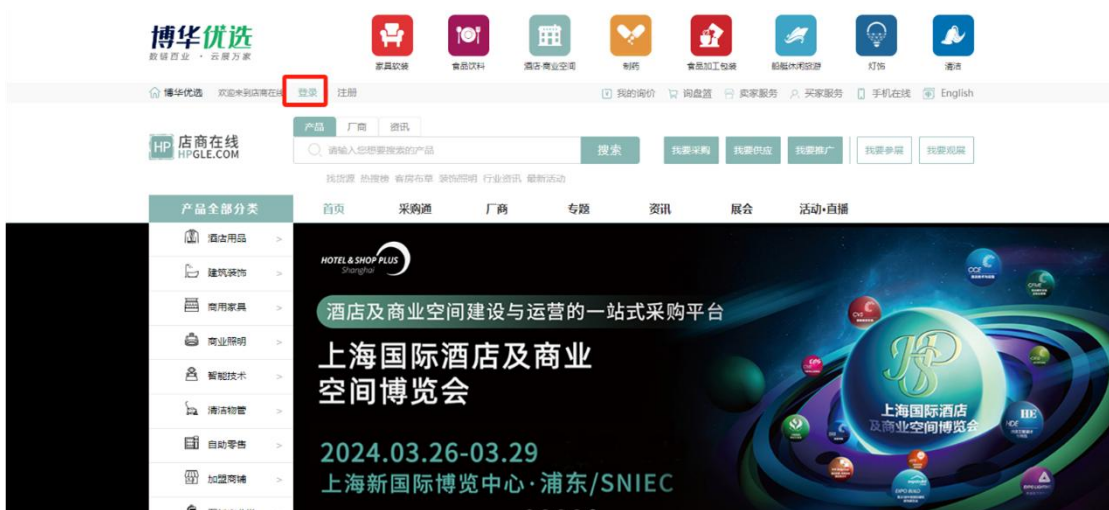 博华优选
数链百业 · 云展万家
家具软装 食品饮料 酒店·商业空间 制药 食品加工包装 船艇休闲旅游 灯饰 清洁
博华优选 欢迎来到店商在线 登录 注册 我的询价 询盘篮 卖家服务 买家服务 手机在线 English
产品 厂商 资讯
HP 店商在线
HPGLE.COM
请输入您想要搜索的产品 搜索 我要采购 我要供应 我要推广 我要参展 我要观展
找货源 热搜榜 客房布草 装饰照明 行业资讯 最新活动
产品全部分类 首页 采购通 厂商 专题 资讯 展会 活动•直播
酒店用品 >
建筑装饰 >
商用家具 >
商业照明 >
智能技术 >
清洁物管 >
自助零售 >
加盟商铺 >
HOTEL & SHOP PLUS
Shanghai
酒店及商业空间建设与运营的一站式采购平台
上海国际酒店及商业
空间博览会
2024.03.26-03.29
上海新国际博览中心·浦东/SNIEC
HPS
上海国际酒店
及商业空间博览会
CCF
HE
HDE
EXPO BUILD
EXPO LIGHTING